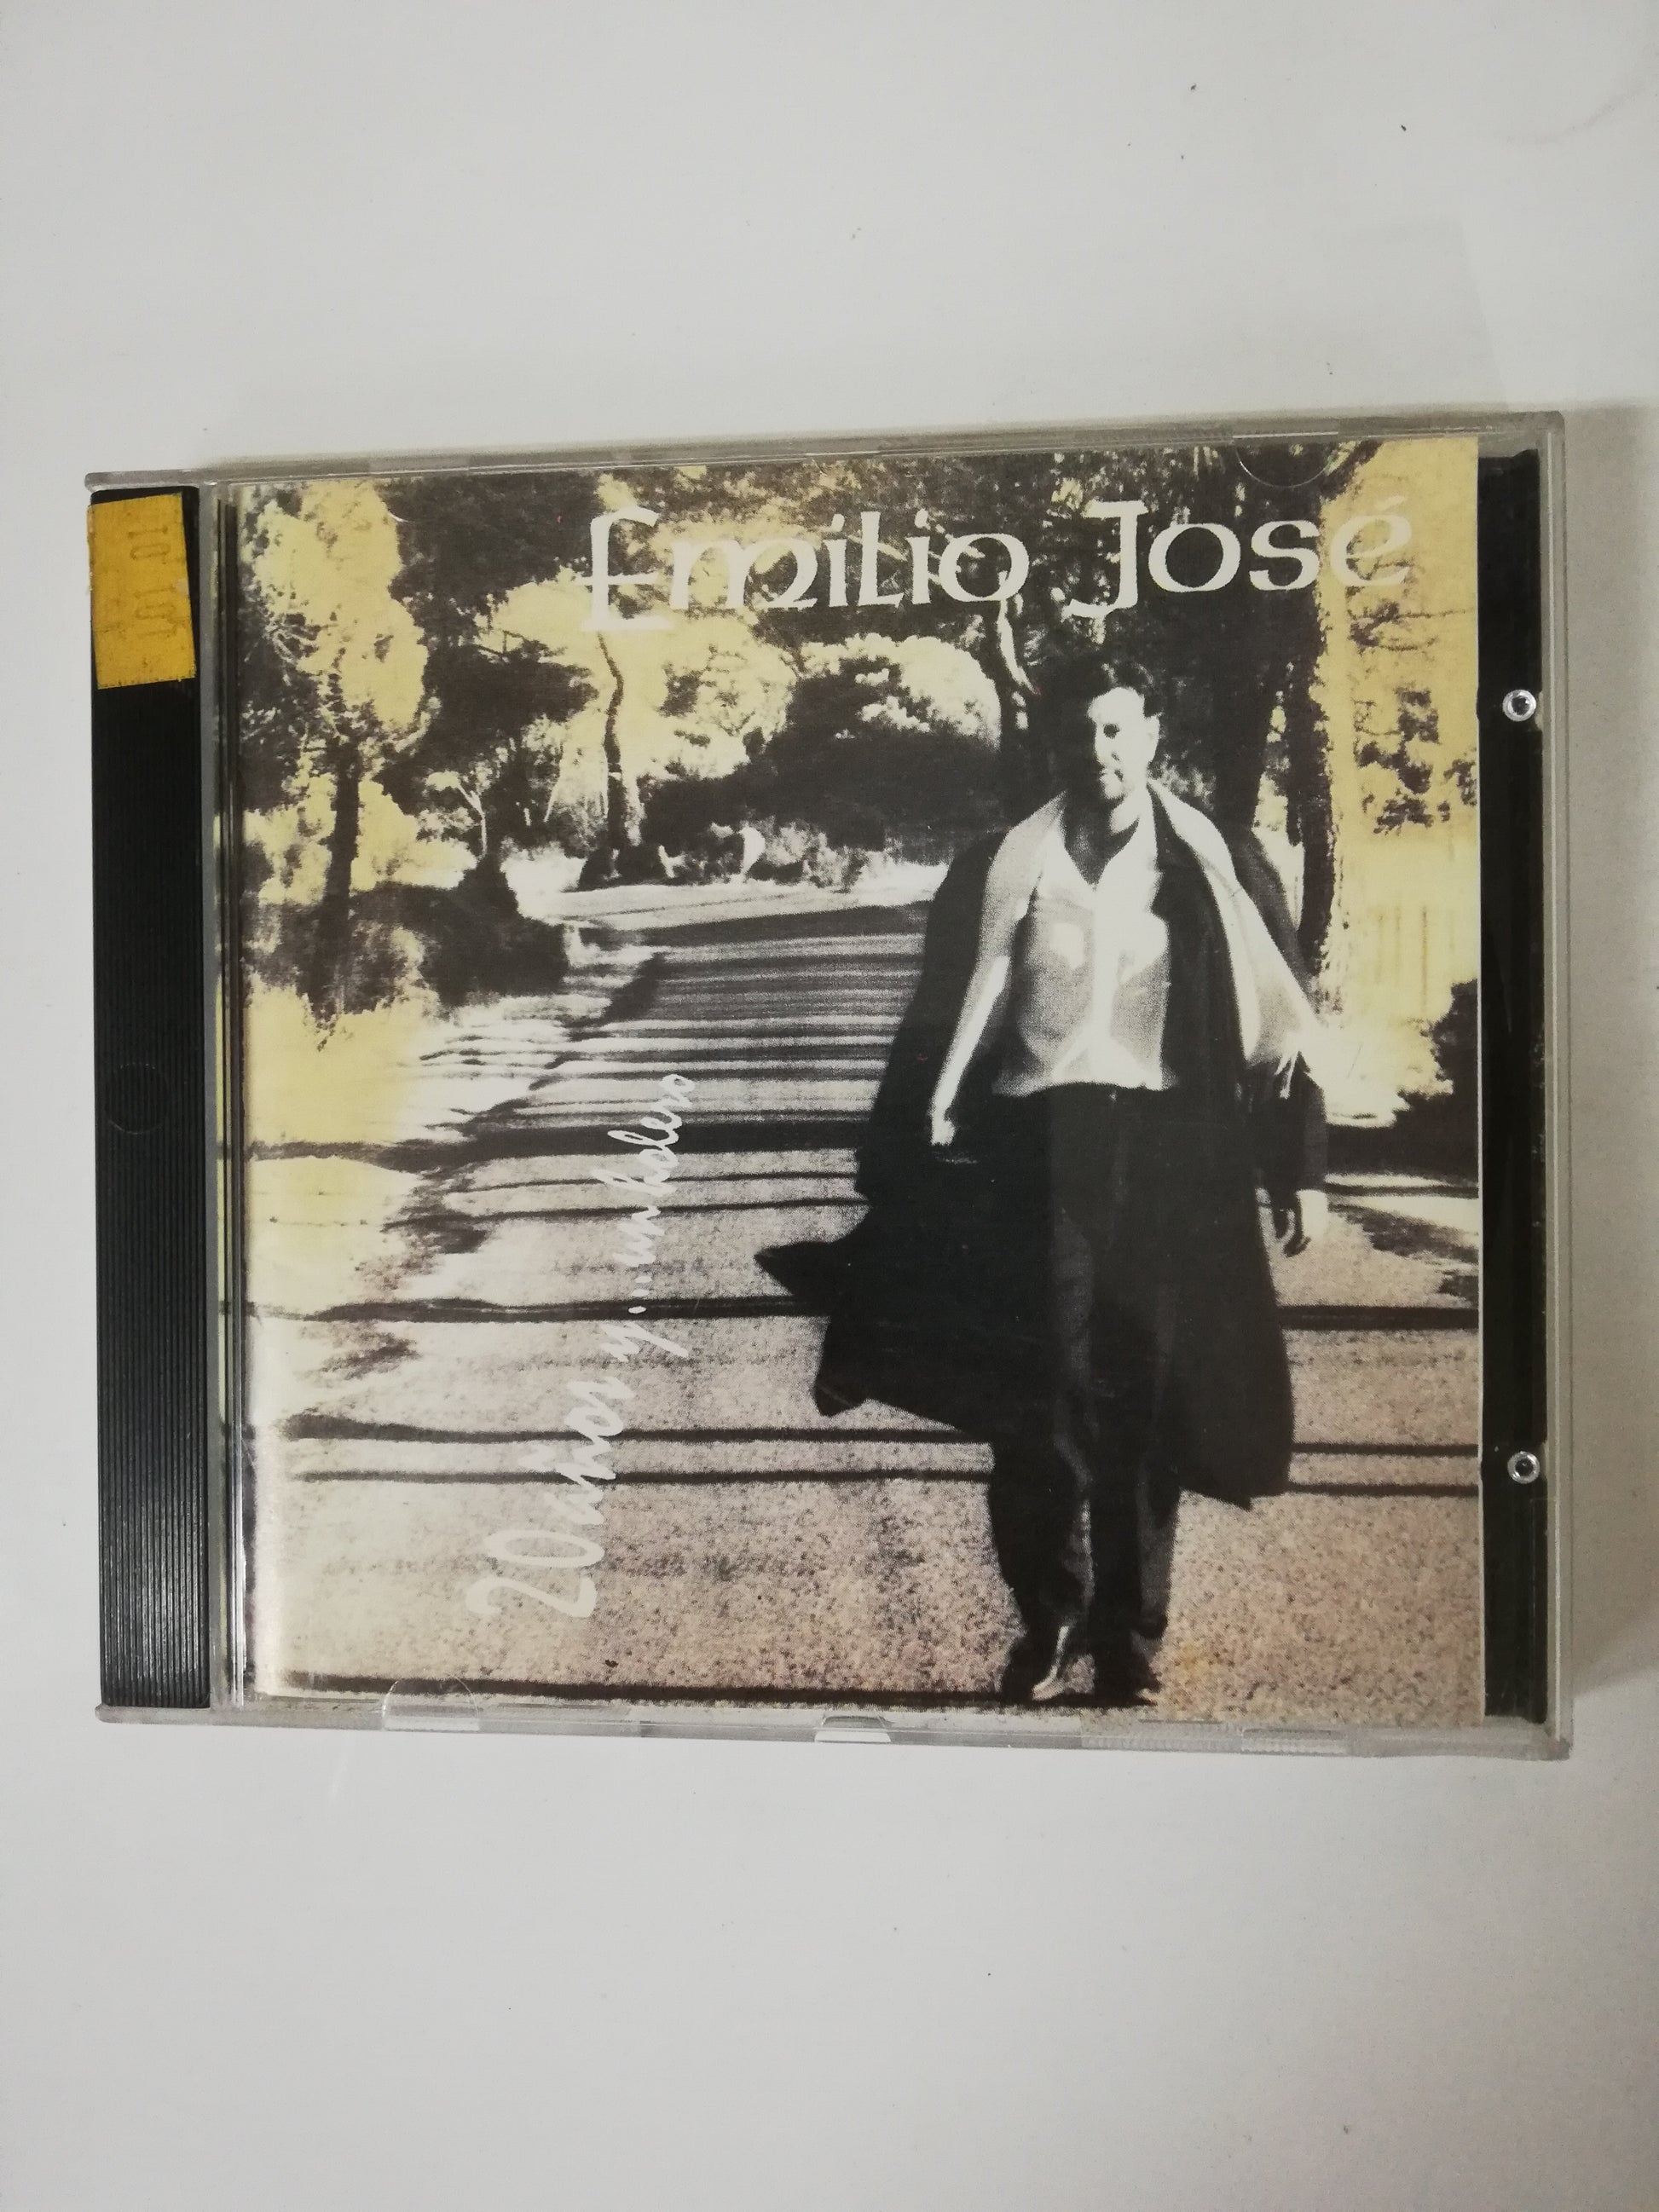 Emilio José
20 años y... un bolero